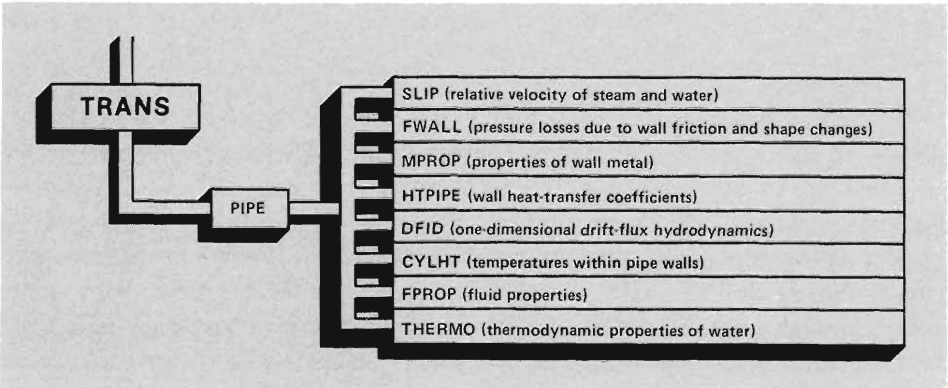 TRANS
PIPE
SLIP (relative velocity of steam and water)
FWALL (pressure losses due to wall friction and shape changes)
MPROP (properties of wall metal)
HTPIPE (wall heat-transfer coefficients)
DFID (one-dimensional drift-flux hydrodynamics)
CYLHT (temperatures within pipe walls)
FPROP (fluid properties)
THERMO (thermodynamic properties of water)